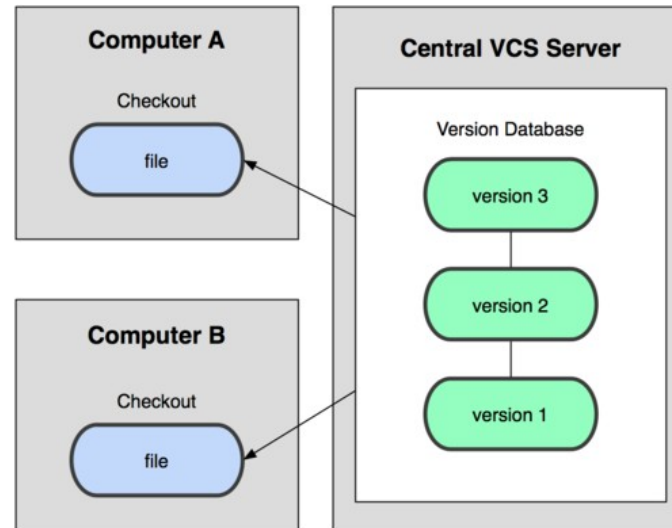 Computer A
Checkout
file
Computer B
Checkout
file
Central VCS Server
Version Database
version 3
version 2
version 1